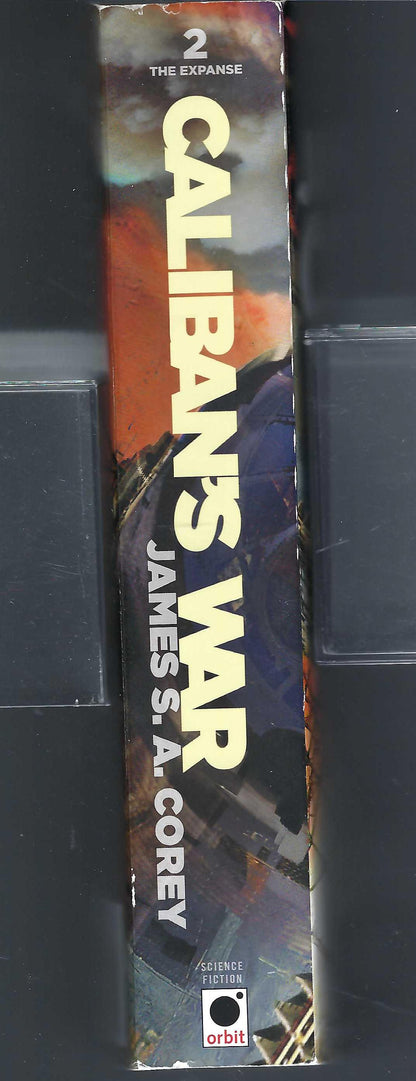 2
THE EXPANSE
CALIBAN'S WAR
JAMES S. A. COREY
SCIENCE
FICTION
orbit